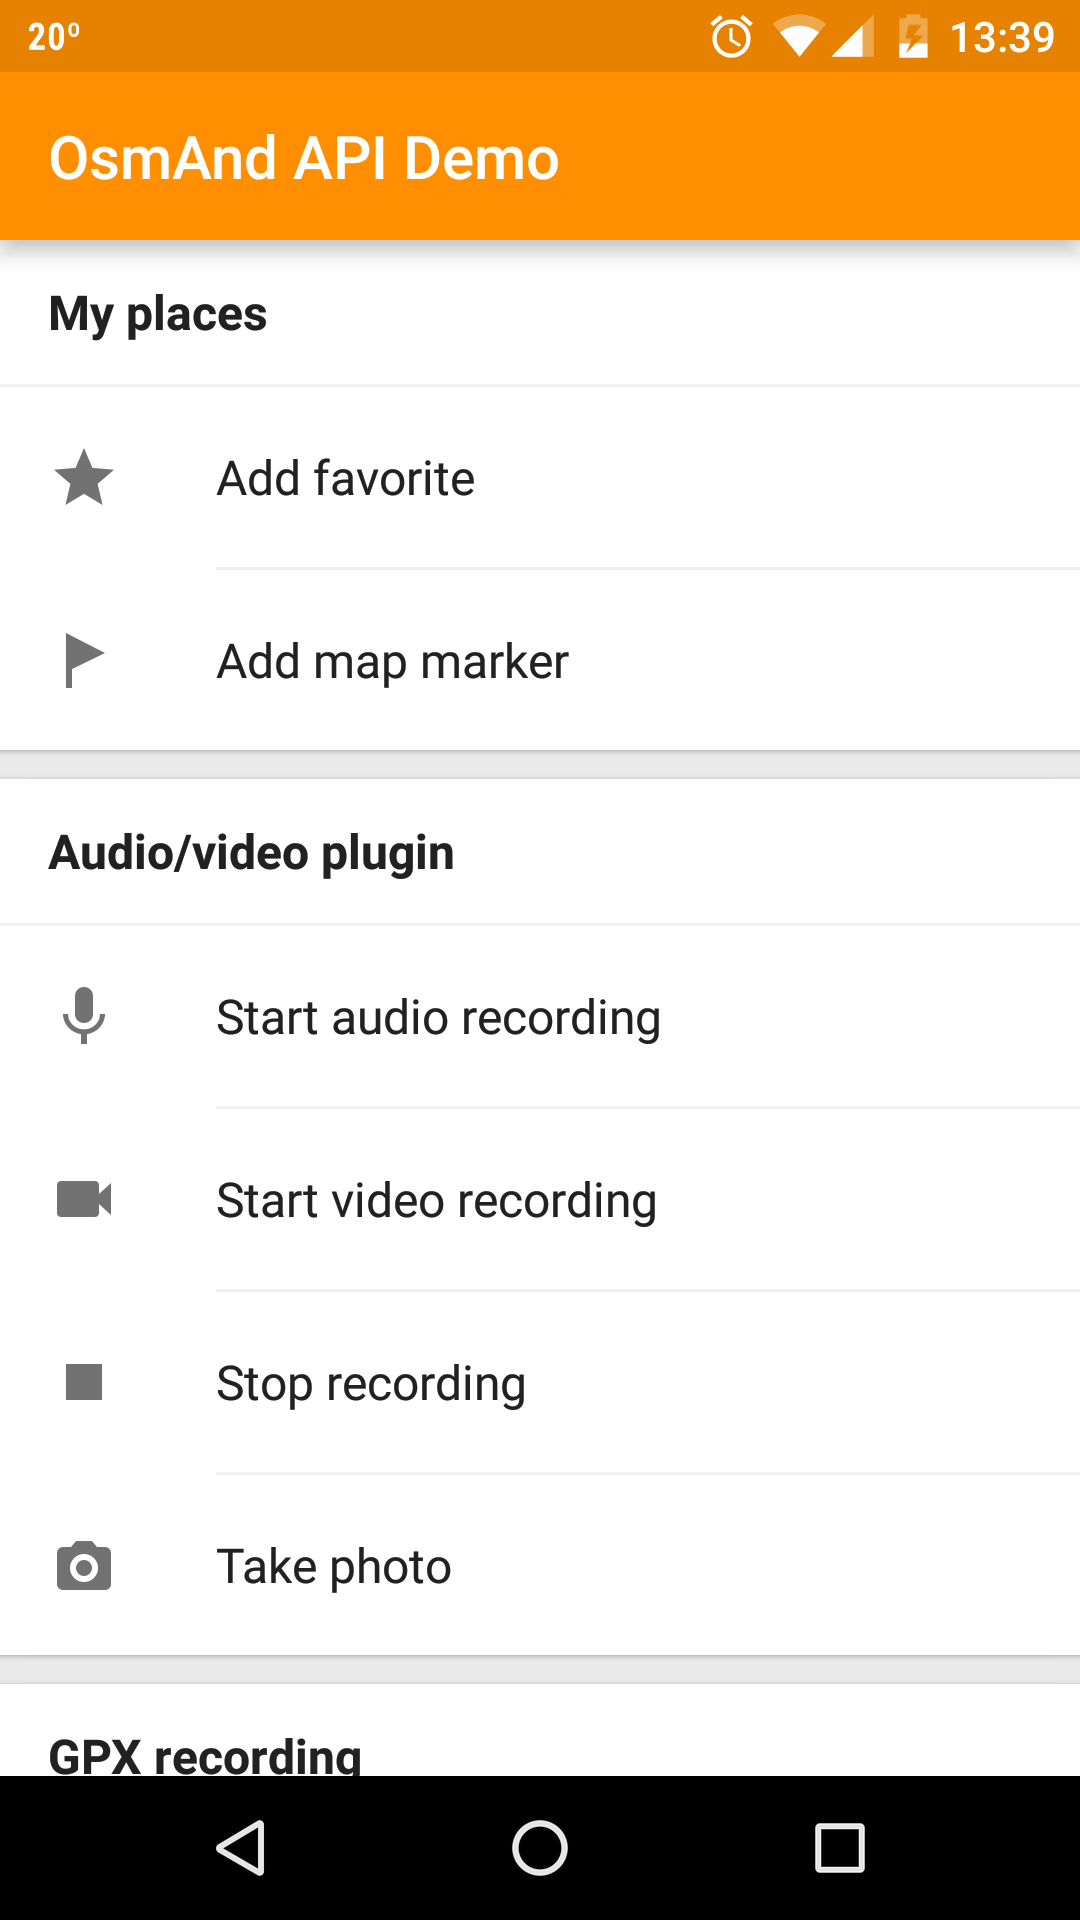 20° 13:39
OsmAnd API Demo
My places
Add favorite
Add map marker
Audio/video plugin
Start audio recording
Start video recording
Stop recording
Take photo
GPX recording